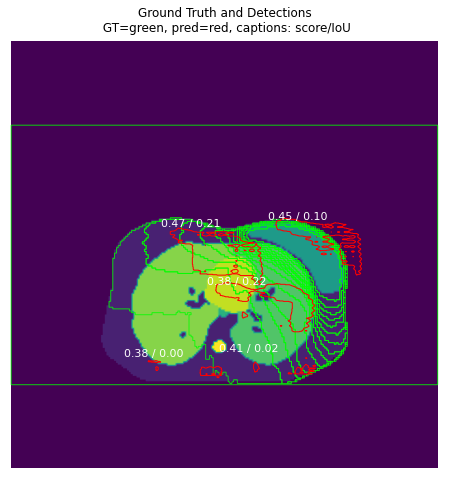 Ground Truth and Detections
GT=green, pred=red, captions: score/IoU
0.47 / 0.21
0.45 / 0.10
0.38 / 0.22
0.38 / 0.00
0.41 / 0.02